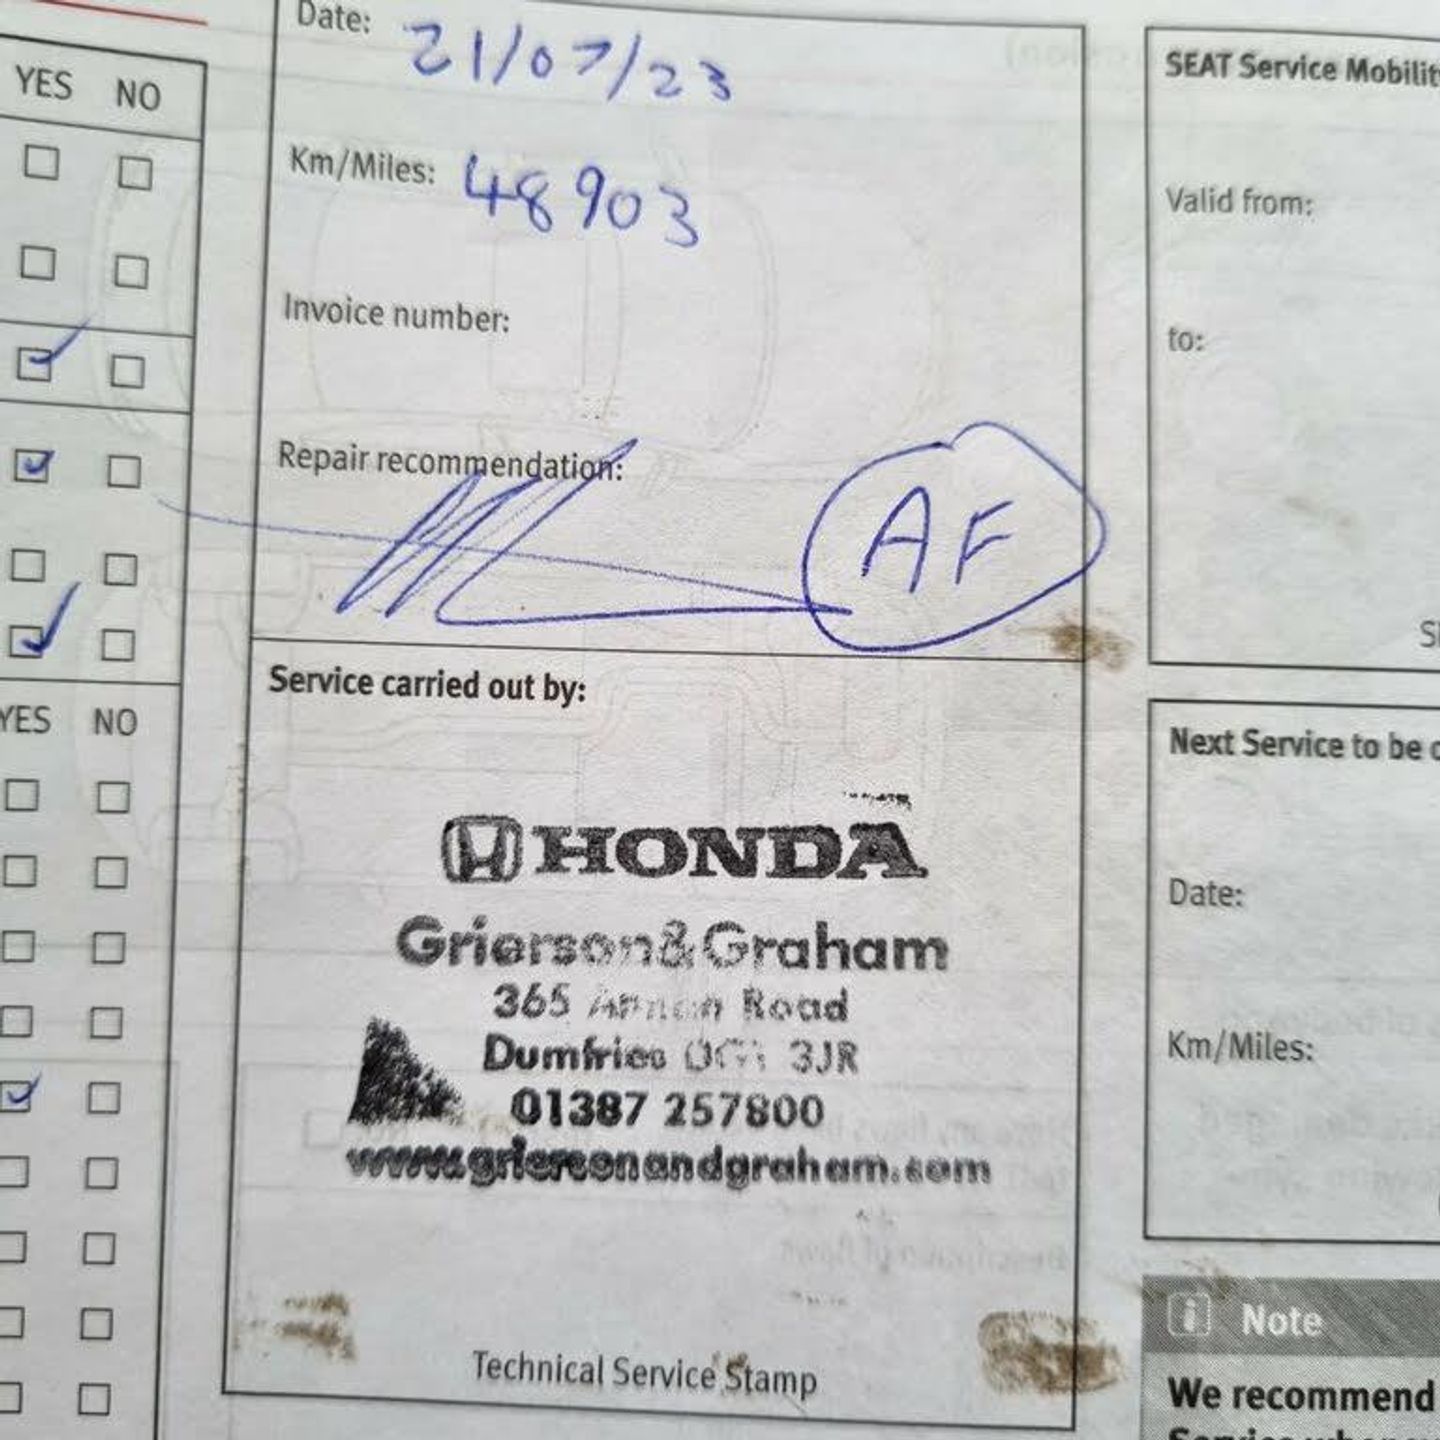 YES NO
Date: 21/07/23
Km/Miles: 48903
Invoice number:
Repair recommendation:
AF
Service carried out by:
HONDA
Grierson&Graham
365 Road
Dumfries 3JR
01387 257800
www.griersonandgraham.com
Technical Service Stamp
YES NO
SEAT Service Mobilit
Valid from:
to:
Next Service to be
Date:
Km/Miles:
i Note
We recommend